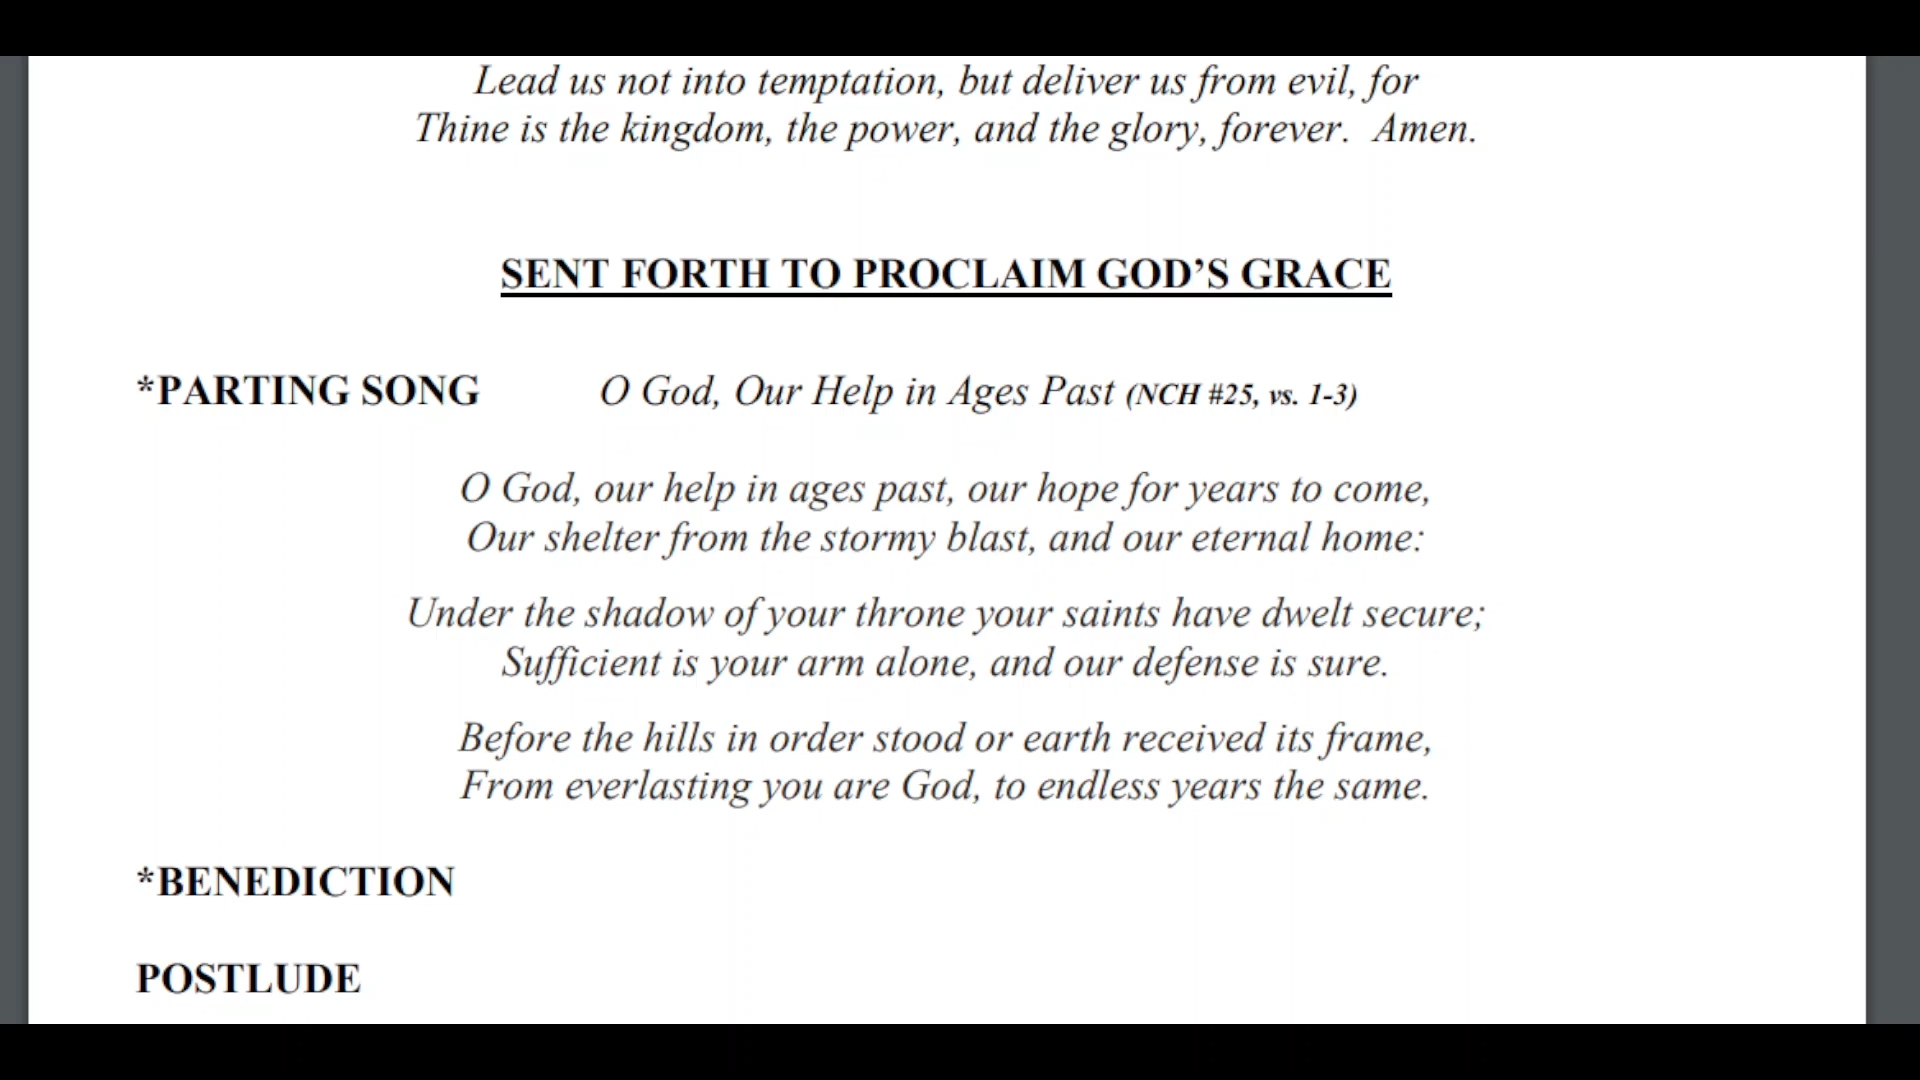 Lead us not into temptation, but deliver us from evil, for
Thine is the kingdom, the power, and the glory, forever.  Amen.
SENT FORTH TO PROCLAIM GOD’S GRACE
*PARTING SONG O God, Our Help in Ages Past (NCH #25, vs. 1-3)
O God, our help in ages past, our hope for years to come,
Our shelter from the stormy blast, and our eternal home:
Under the shadow of your throne your saints have dwelt secure;
Sufficient is your arm alone, and our defense is sure.
Before the hills in order stood or earth received its frame,
From everlasting you are God, to endless years the same.
*BENEDICTION
POSTLUDE